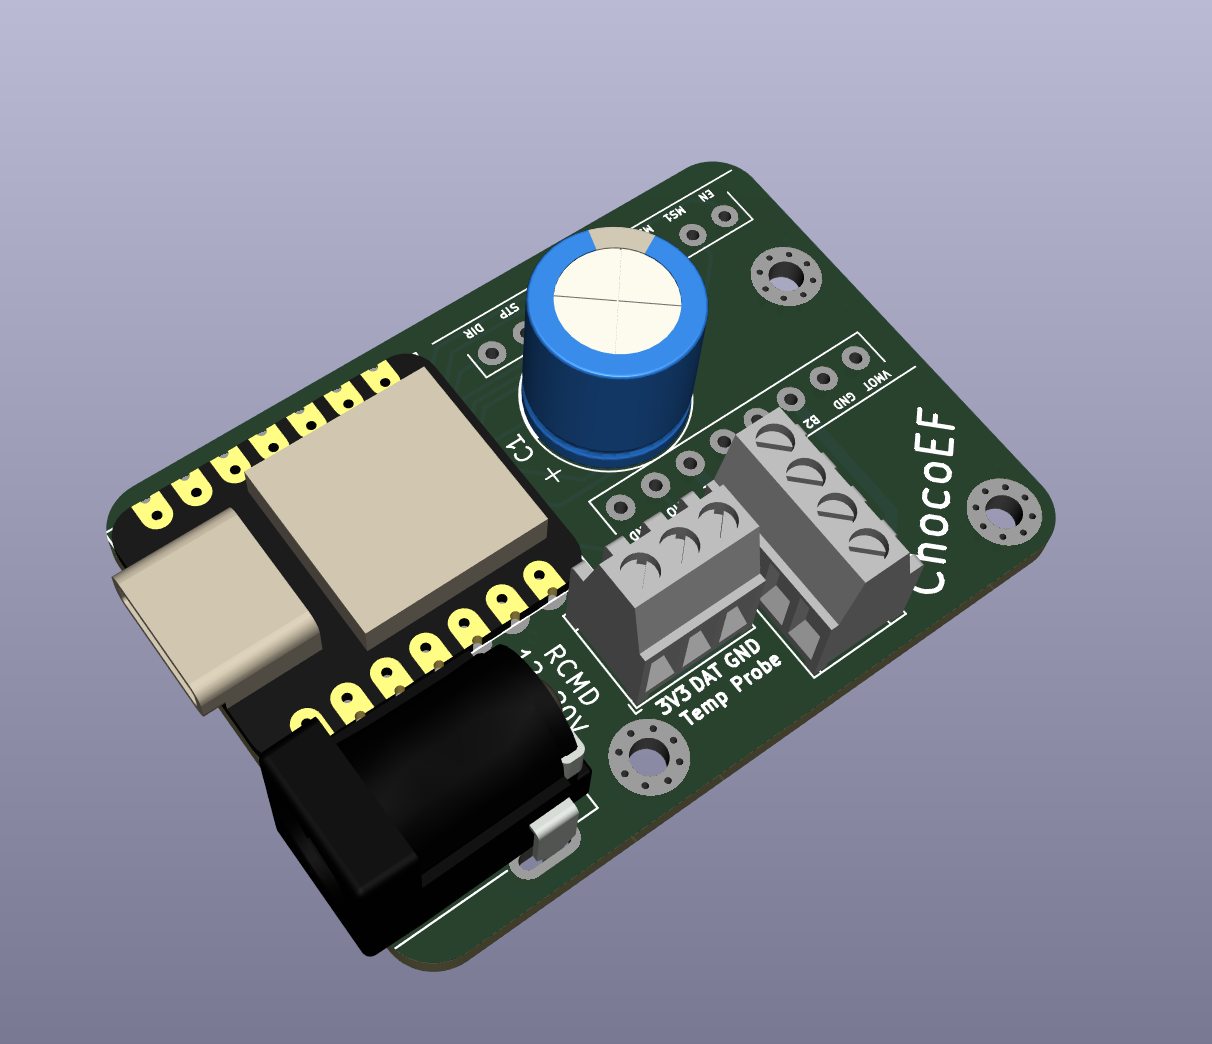 EN
MS1
STP
DIR
VMOT
GND
B2
C1
+
ChocoEF
RCMD
3V3 DAT GND
Temp Probe